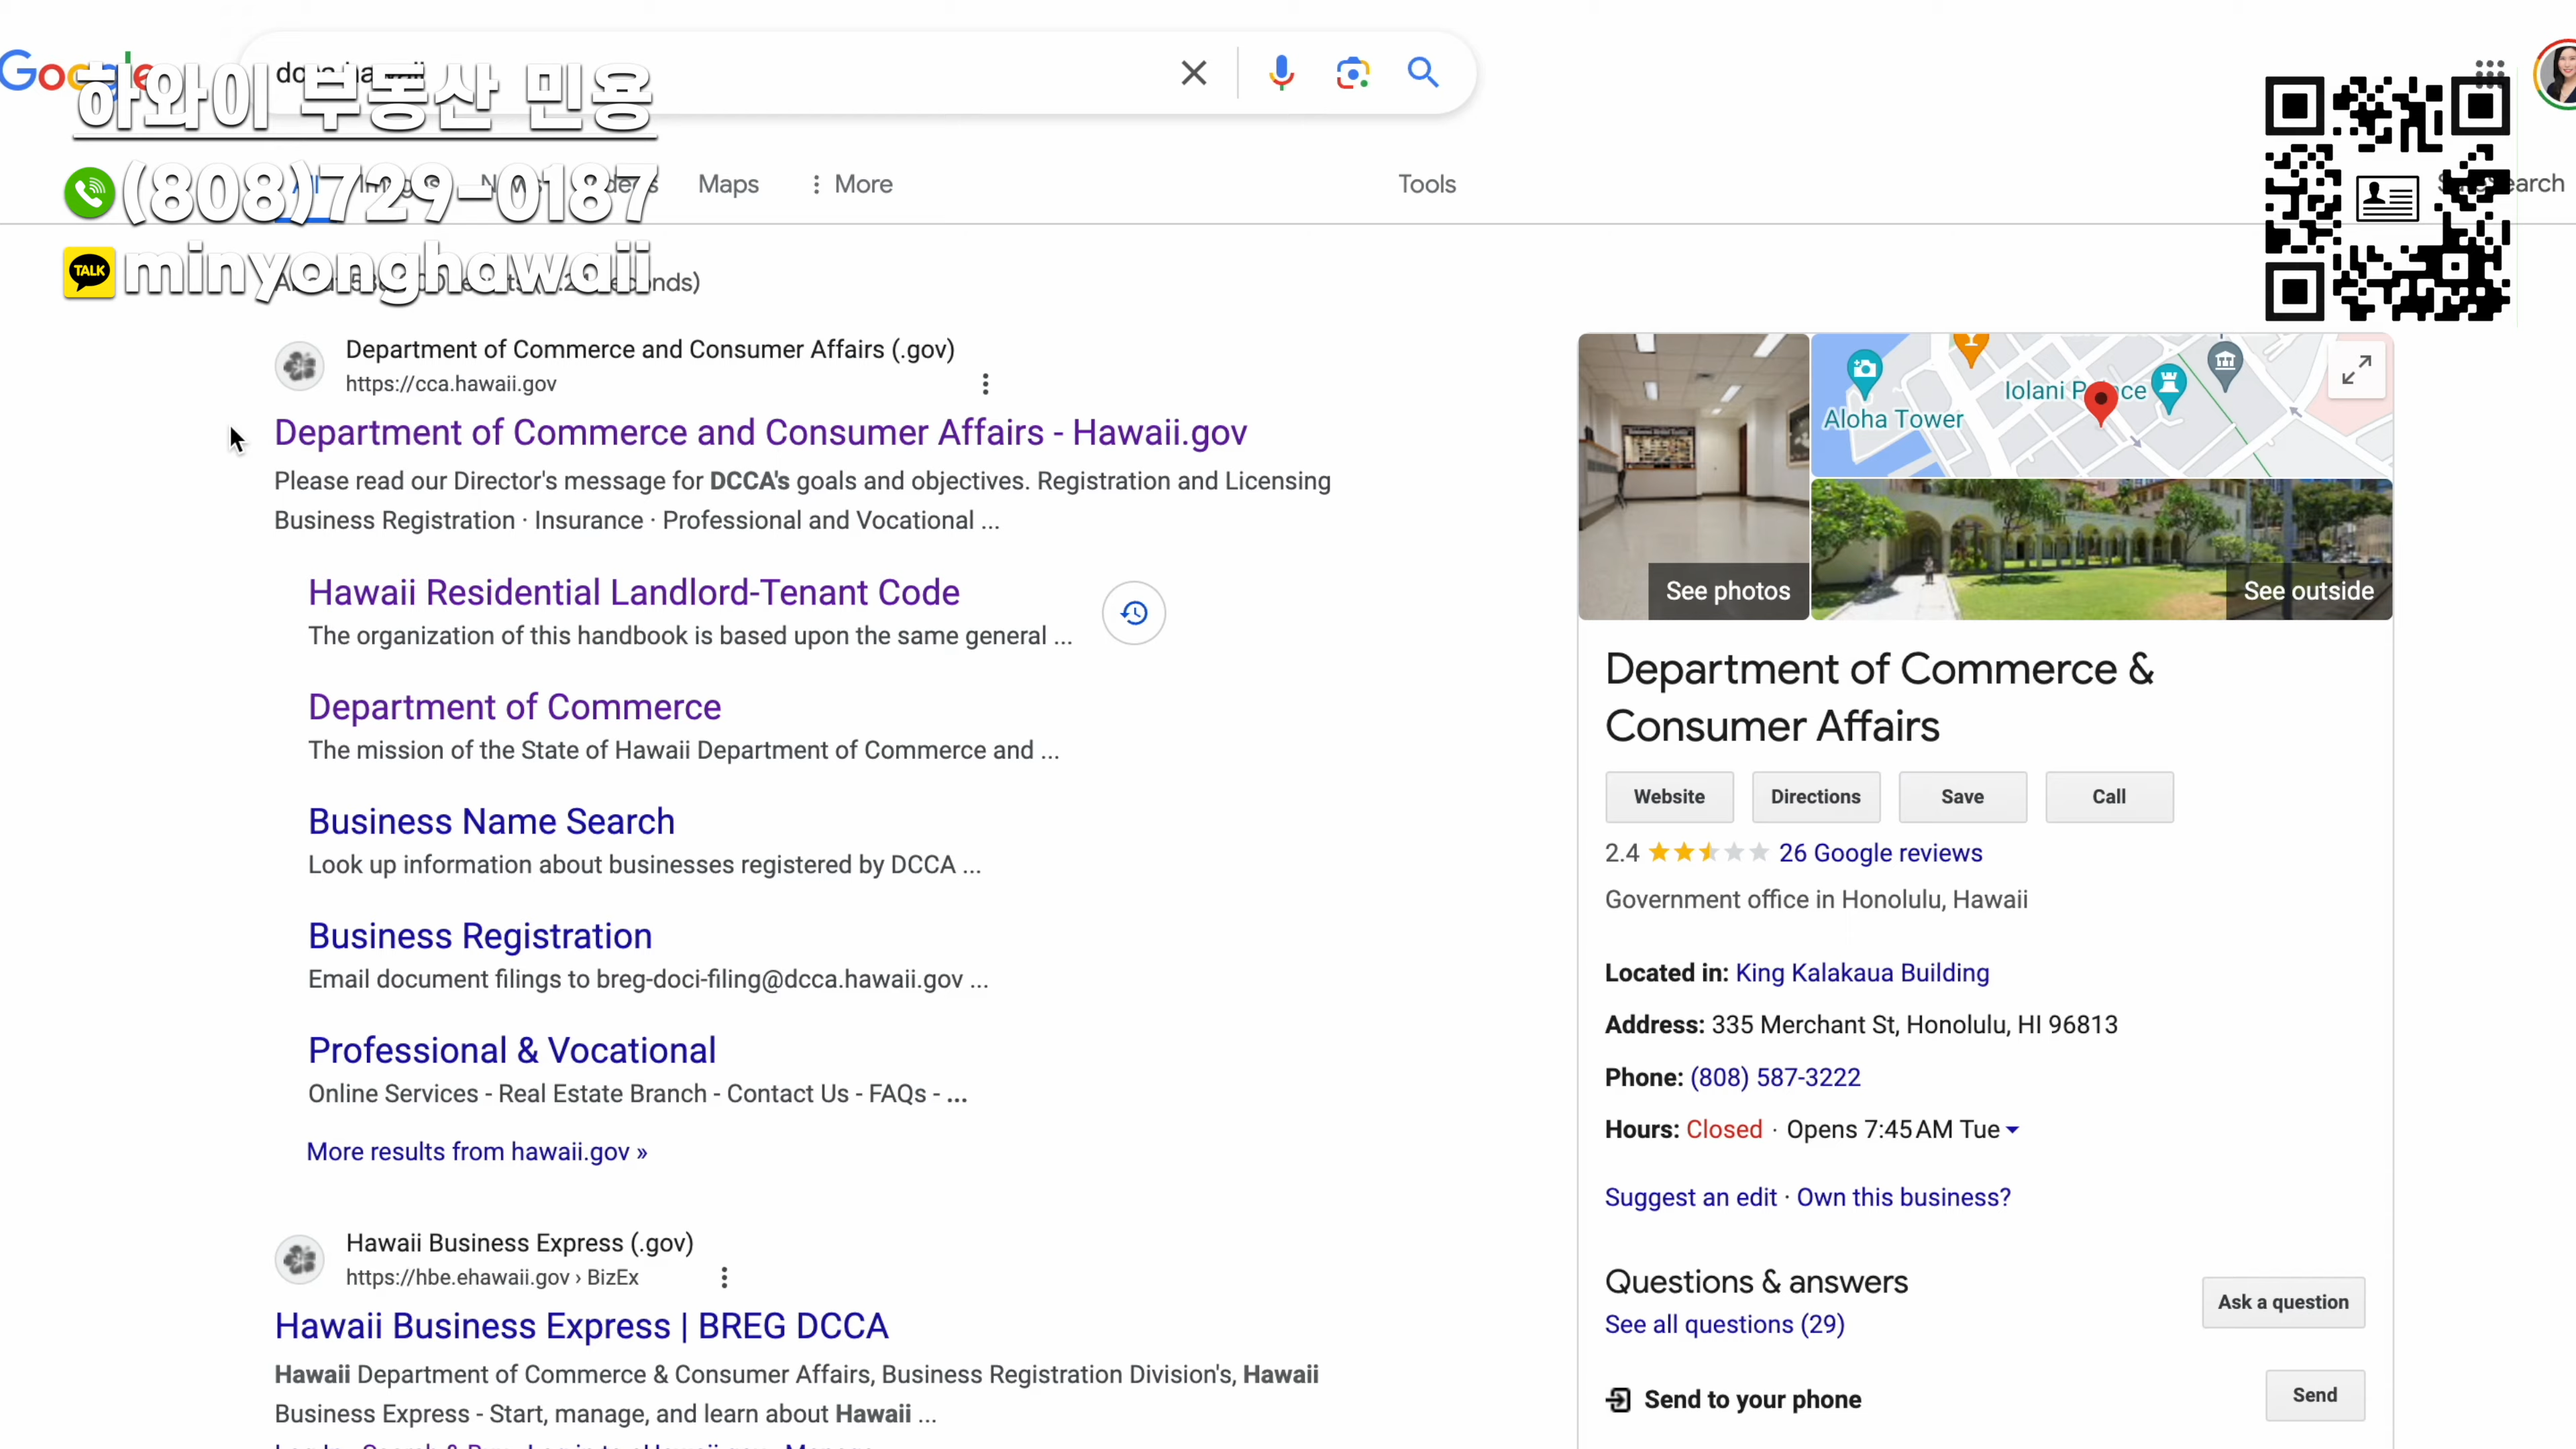 Google
하와이 부동산 민용
(808)729-0187
Maps
More
Tools
TALK
minyonghawaii
Department of Commerce and Consumer Affairs (.gov)
https://cca.hawaii.gov
Department of Commerce and Consumer Affairs - Hawaii.gov
Please read our Director's message for DCCA's goals and objectives. Registration and Licensing
Business Registration · Insurance · Professional and Vocational ...
Hawaii Residential Landlord-Tenant Code
The organization of this handbook is based upon the same general ...
Department of Commerce
The mission of the State of Hawaii Department of Commerce and ...
Business Name Search
Look up information about businesses registered by DCCA ...
Business Registration
Email document filings to breg-doci-filing@dcca.hawaii.gov ...
Professional & Vocational
Online Services - Real Estate Branch - Contact Us - FAQs - ...
More results from hawaii.gov »
Hawaii Business Express (.gov)
https://hbe.ehawaii.gov › BizEx
Hawaii Business Express | BREG DCCA
Hawaii Department of Commerce & Consumer Affairs, Business Registration Division's, Hawaii
Business Express - Start, manage, and learn about Hawaii ...
Aloha Tower
Iolani Palace
See photos
See outside
Department of Commerce &
Consumer Affairs
Website
Directions
Save
Call
2.4
26 Google reviews
Government office in Honolulu, Hawaii
Located in: King Kalakaua Building
Address: 335 Merchant St, Honolulu, HI 96813
Phone: (808) 587-3222
Hours: Closed · Opens 7:45 AM Tue
Suggest an edit · Own this business?
Questions & answers
See all questions (29)
Ask a question
Send to your phone
Send